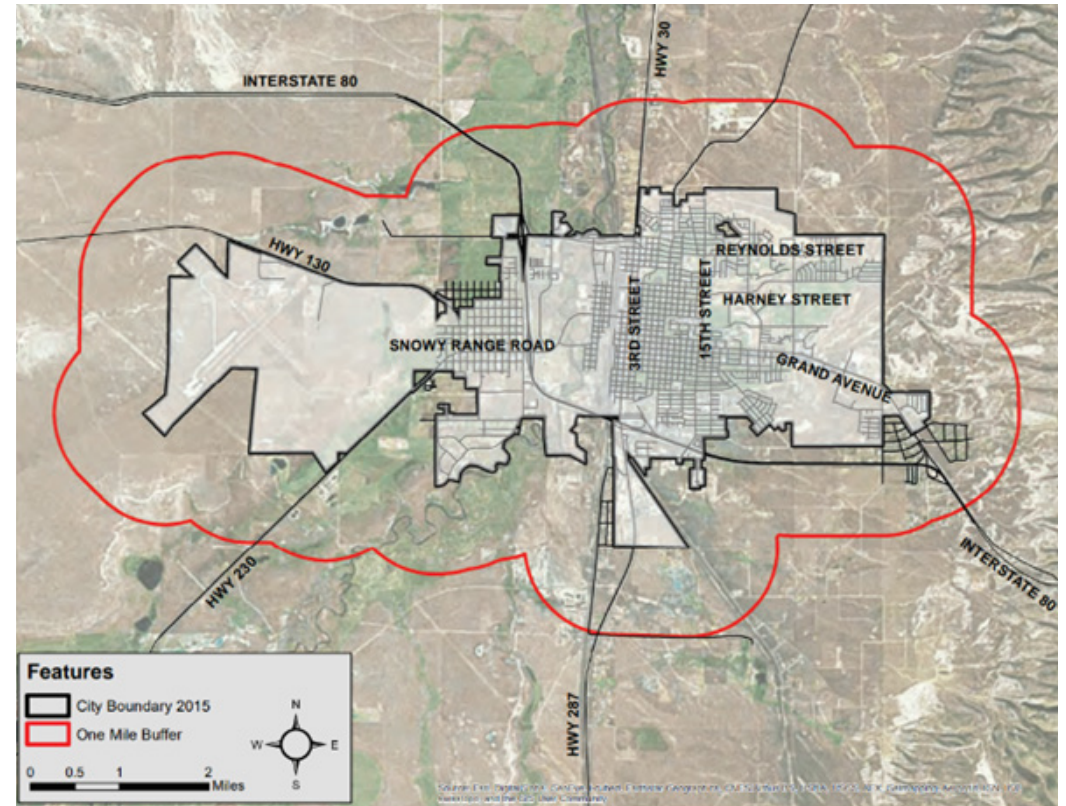 HWY 30
INTERSTATE 80
REYNOLDS STREET
HWY 130
HARNEY STREET
3RD STREET
15TH STREET
SNOWY RANGE ROAD
GRAND AVENUE
INTERSTATE 80
HWY 230
HWY 287
Features
City Boundary 2015
One Mile Buffer
N
W E
S
0 0.5 1 2
Miles